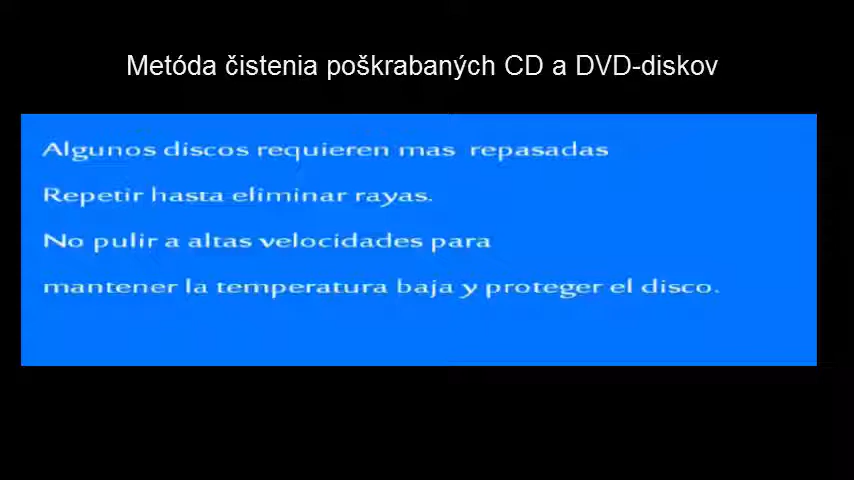 Metóda čistenia poškrabaných CD a DVD-diskov
Algunos discos requieren mas repasadas
Repetir hasta eliminar rayas.
No pulir a altas velocidades para
mantener la temperatura baja y proteger el disco.